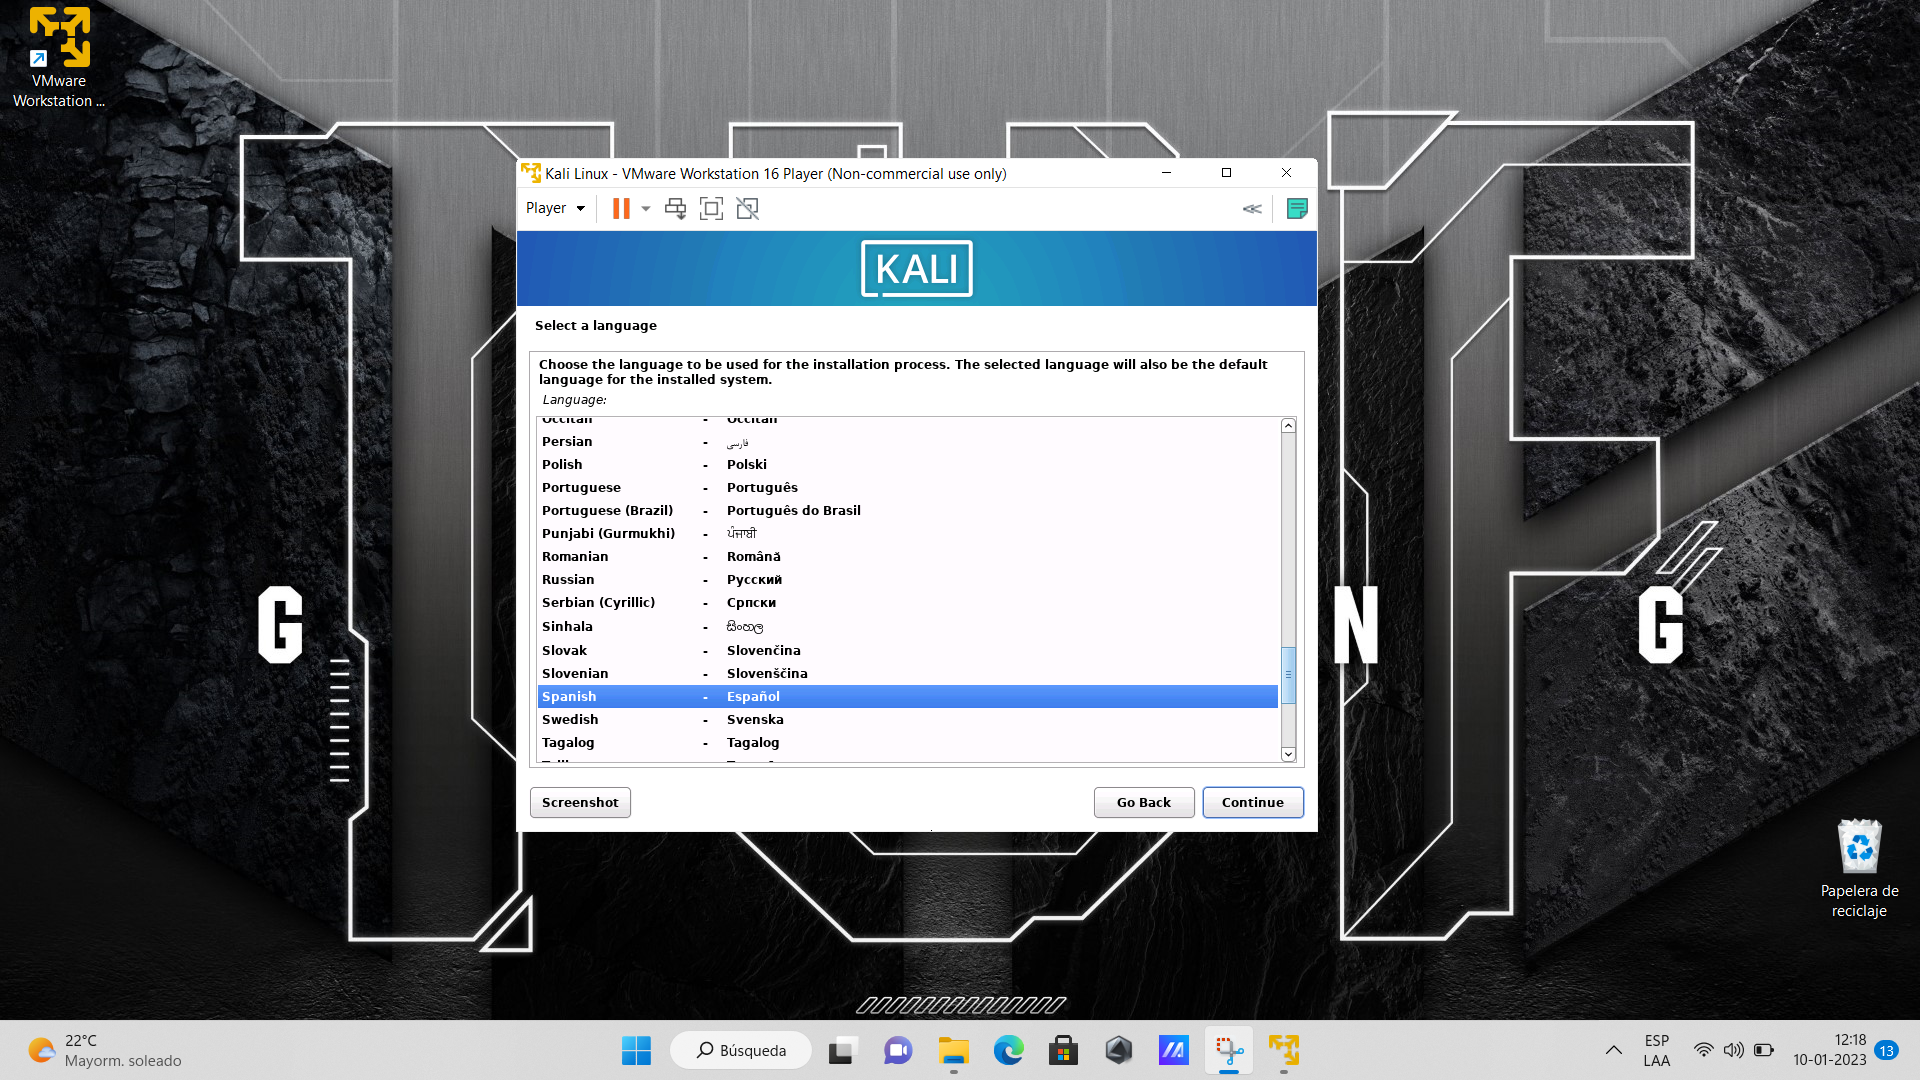 VMware
Workstation ...
Kali Linux - VMware Workstation 16 Player (Non-commercial use only)
Player
KALI
Select a language
Choose the language to be used for the installation process. The selected language will also be the default
language for the installed system.
Language:
Occitan - Occitan
Persian - فارسی
Polish - Polski
Portuguese - Português
Portuguese (Brazil) - Português do Brasil
Punjabi (Gurmukhi) - ਪੰਜਾਬੀ
Romanian - Română
Russian - Русский
Serbian (Cyrillic) - Српски
Sinhala - සිංහල
Slovak - Slovenčina
Slovenian - Slovenščina
Spanish - Español
Swedish - Svenska
Tagalog - Tagalog
Screenshot
Go Back
Continue
G
N
G
Papelera de
reciclaje
22°C
Mayorm. soleado
Búsqueda
ESP
LAA
12:18
10-01-2023
13